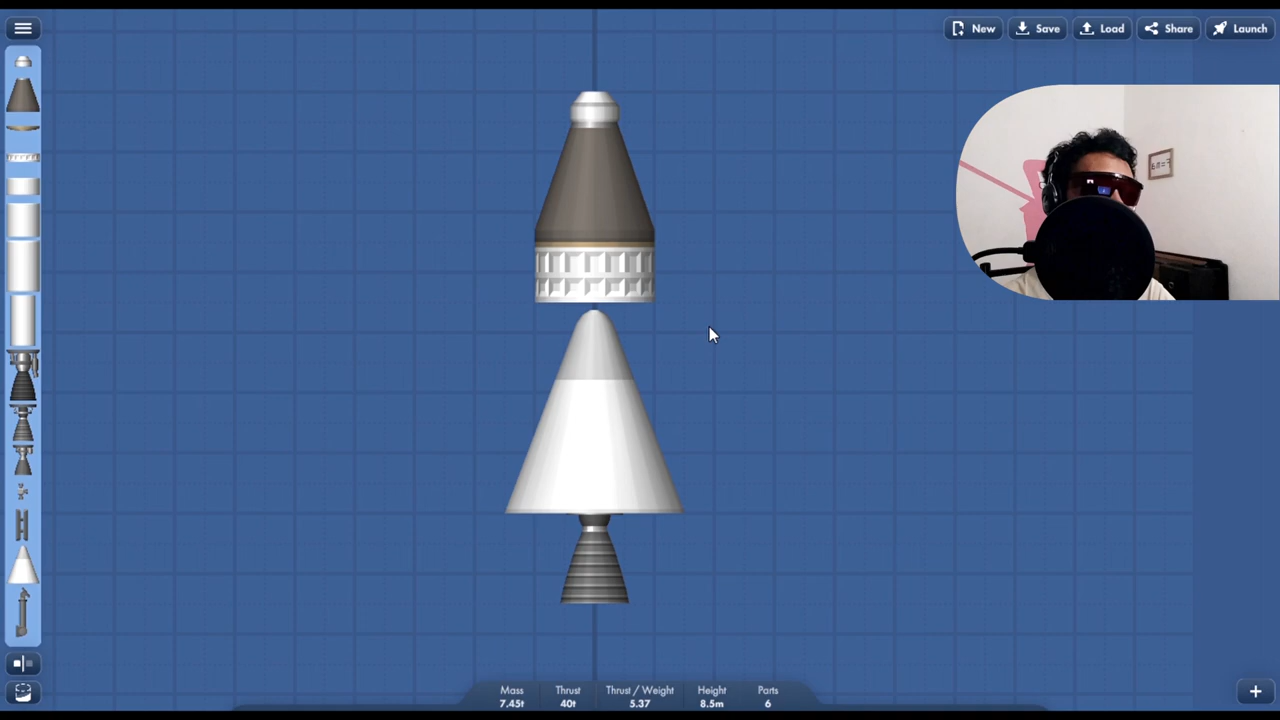 New Save Load Share Launch
Mass Thrust Thrust / Weight Height Parts
7.45t 40t 5.37 8.5m 6